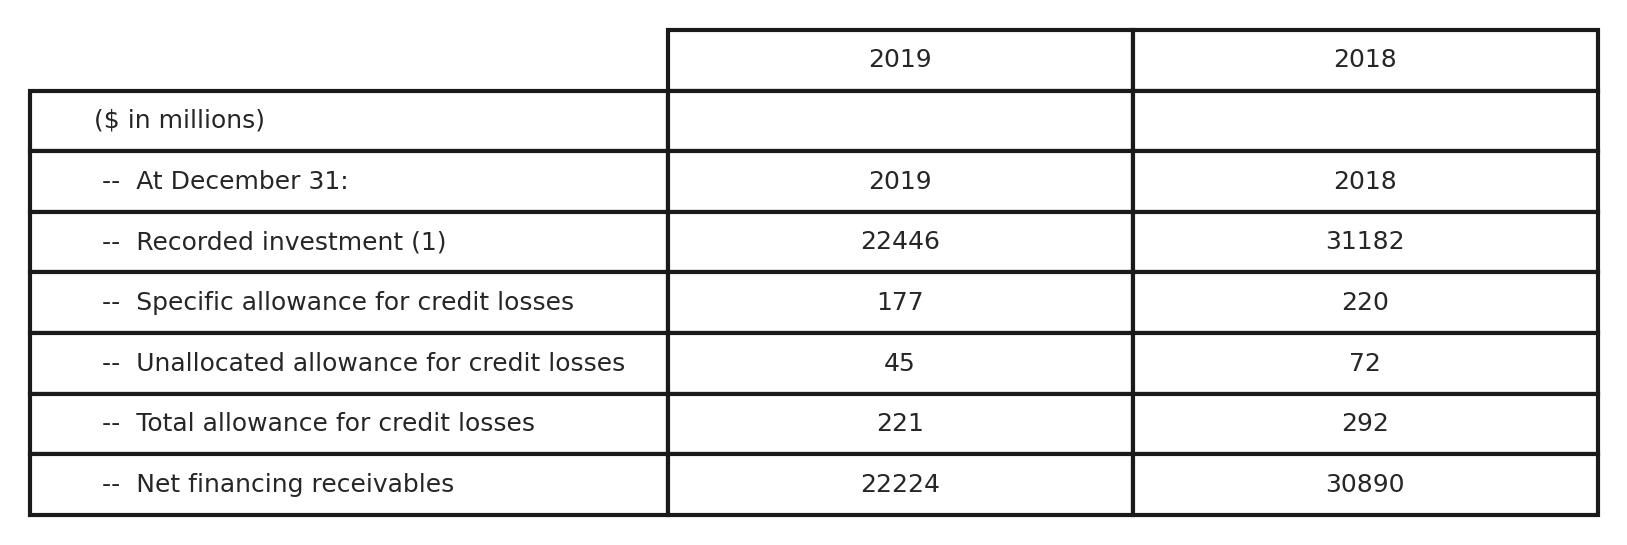 2019 2018
($ in millions)
-- At December 31: 2019 2018
-- Recorded investment (1) 22446 31182
-- Specific allowance for credit losses 177 220
-- Unallocated allowance for credit losses 45 72
-- Total allowance for credit losses 221 292
-- Net financing receivables 22224 30890